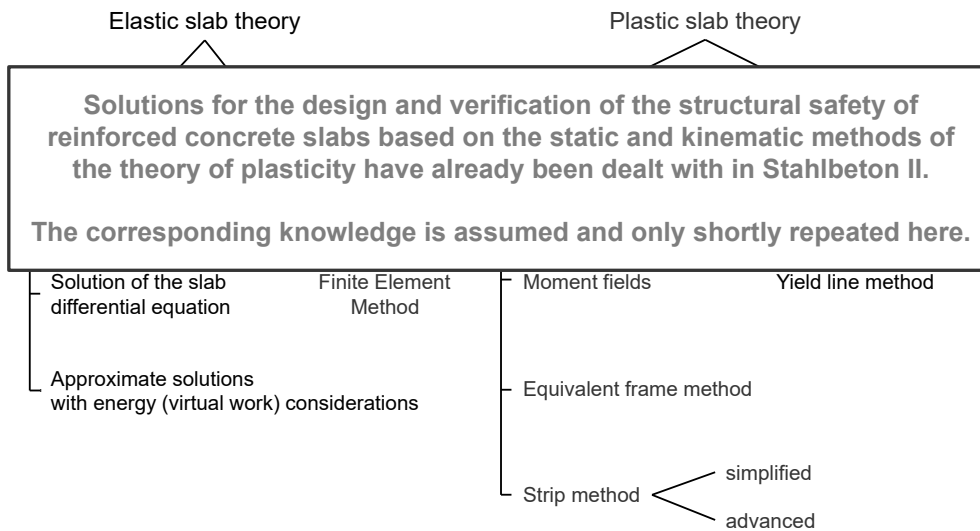 Elastic slab theory
Plastic slab theory
Solutions for the design and verification of the structural safety of
reinforced concrete slabs based on the static and kinematic methods of
the theory of plasticity have already been dealt with in Stahlbeton II.
The corresponding knowledge is assumed and only shortly repeated here.
Solution of the slab
differential equation
Finite Element
Method
Moment fields
Yield line method
Approximate solutions
with energy (virtual work) considerations
Equivalent frame method
Strip method
simplified
advanced